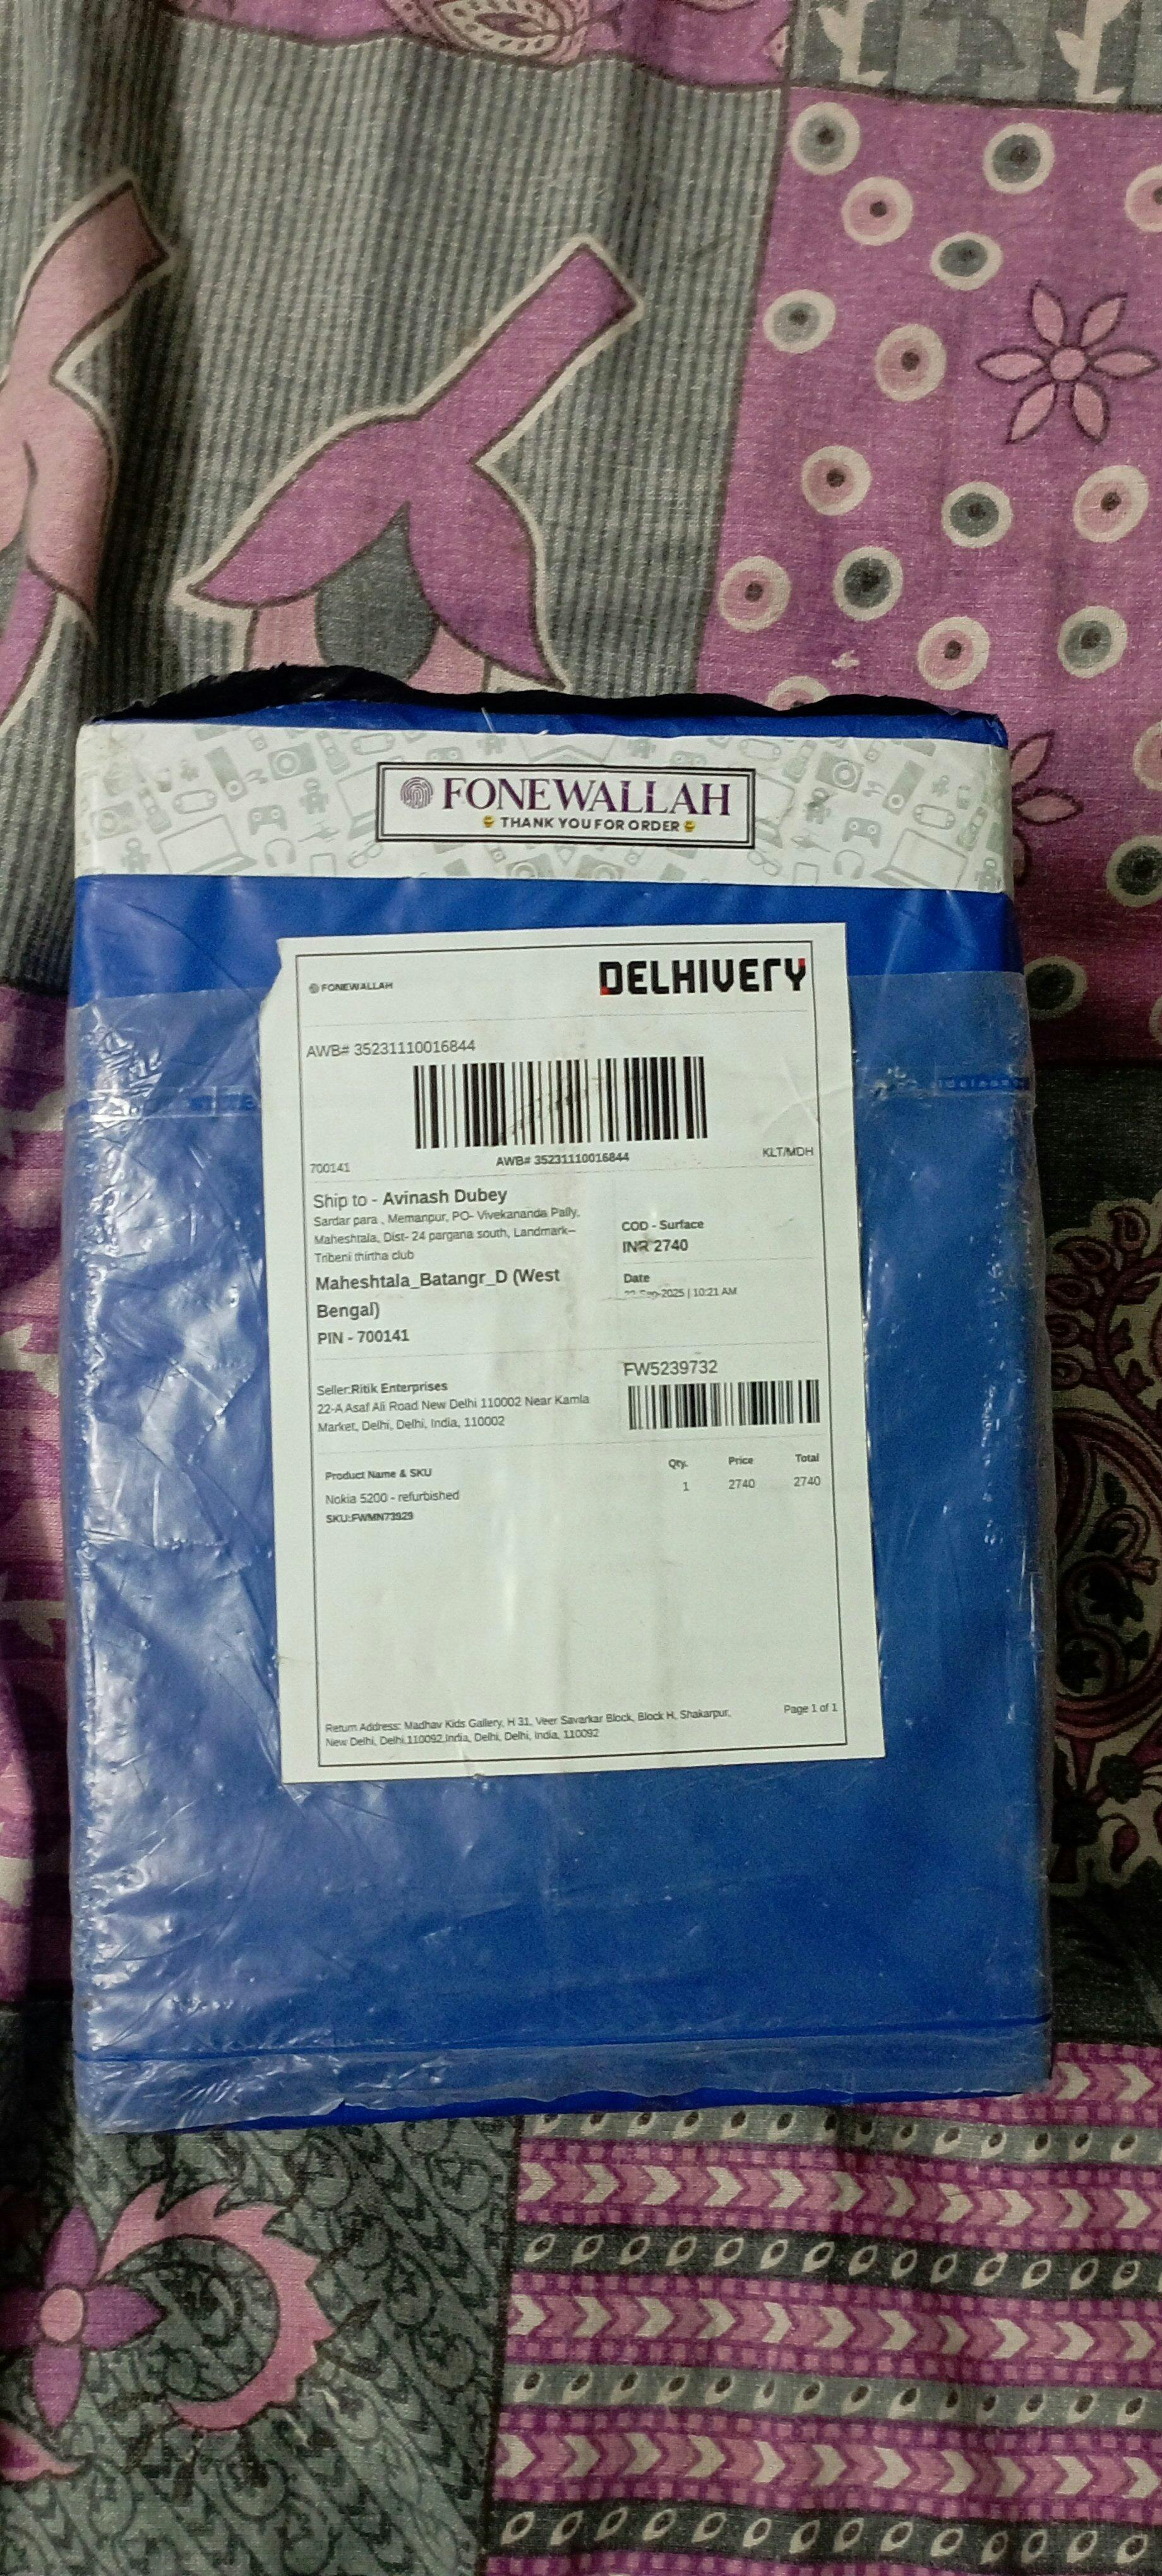 FONEWALLAH
THANK YOU FOR ORDER
FONEWALLAH
DELHIVERY
AWB# 35231110016844
700141
AWB# 35231110016844
KLT/MDH
Ship to - Avinash Dubey
Sardar para , Memanpur, PO- Vivekananda Pally,
Maheshtala, Dist- 24 pargana south, Landmark–
Tribeni thirtha club
Maheshtala_Batangr_D (West
Bengal)
PIN - 700141
COD - Surface
INR 2740
Date
2025 | 10:21 AM
Seller:Ritik Enterprises
22-A Asaf Ali Road New Delhi 110002 Near Kamla
Market, Delhi, Delhi, India, 110002
FW5239732
Product Name & SKU
Qty.
Price
Total
Nokia 5200 - refurbished
1
2740
2740
SKU:FWMN73929
Return Address: Madhav Kids Gallery, H 31, Veer Savarkar Block, Block H, Shakarpur,
New Delhi, Delhi,110092,India, Delhi, Delhi, India, 110092
Page 1 of 1